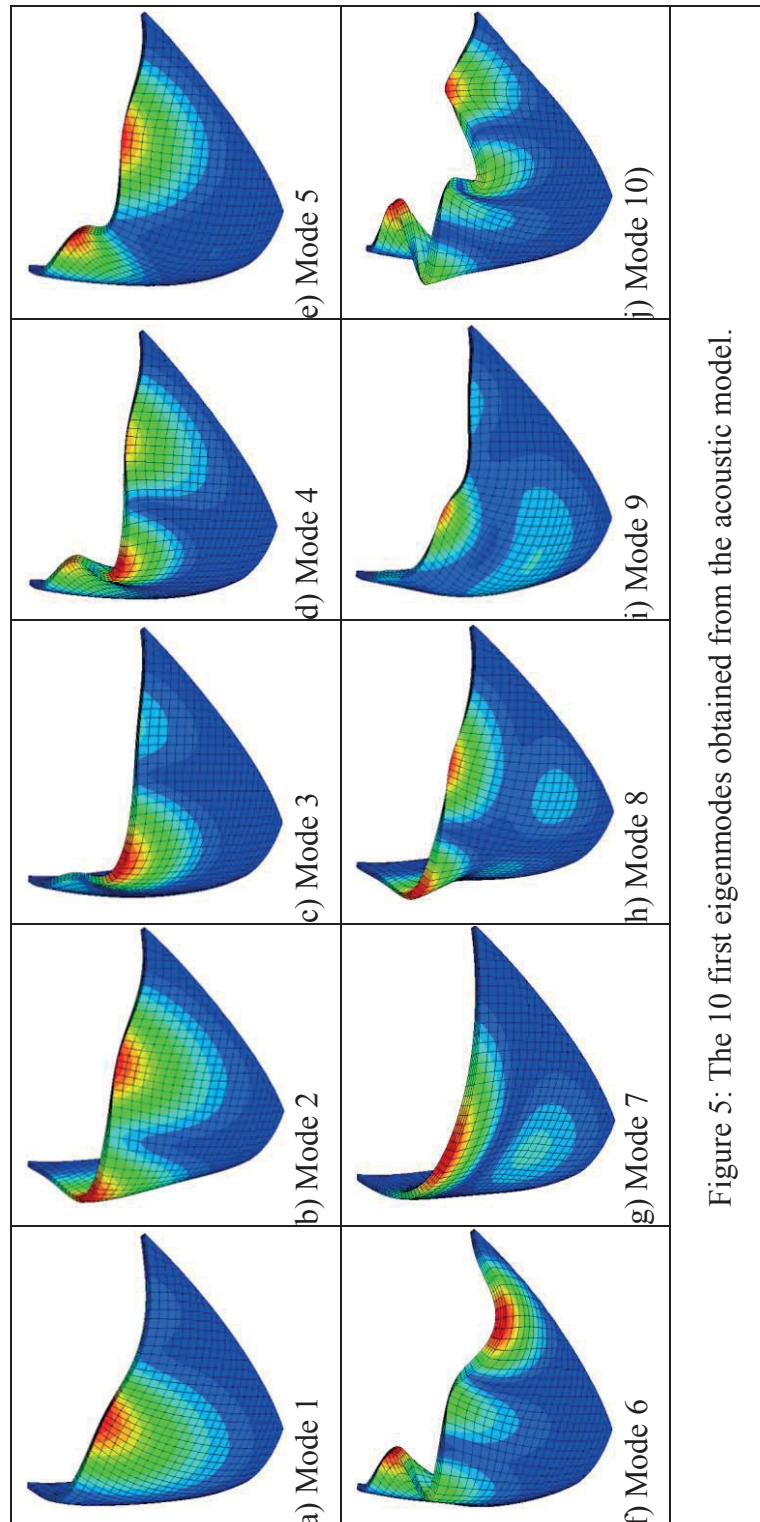 a) Mode 1
b) Mode 2
c) Mode 3
d) Mode 4
e) Mode 5
f) Mode 6
g) Mode 7
h) Mode 8
i) Mode 9
j) Mode 10)
Figure 5: The 10 first eigenmodes obtained from the acoustic model.